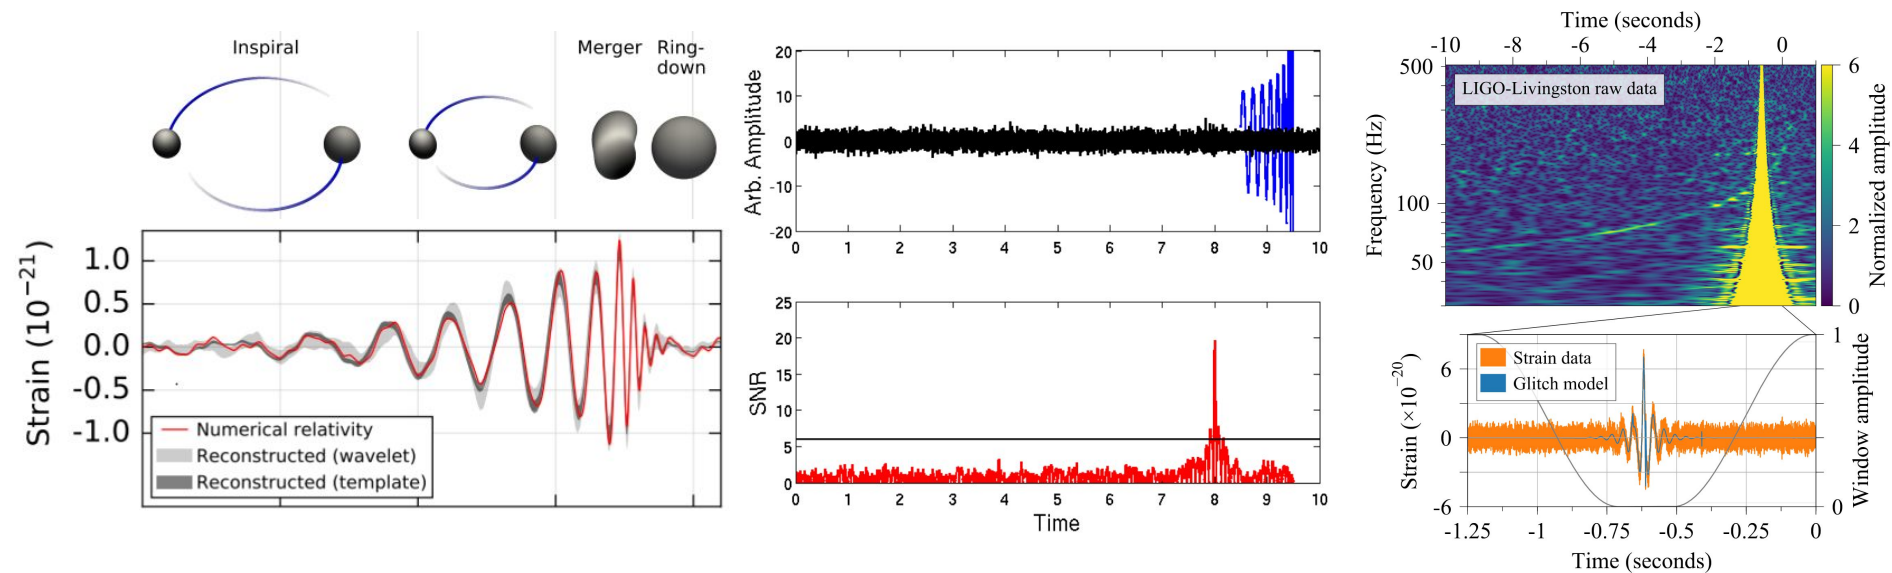 Inspiral
Merger
Ring-
down
Strain (10⁻²¹)
1.0
0.5
0.0
-0.5
-1.0
Numerical relativity
Reconstructed (wavelet)
Reconstructed (template)
Arb. Amplitude
20
10
0
-10
-20
0 1 2 3 4 5 6 7 8 9 10
SNR
25
20
15
10
5
0
0 1 2 3 4 5 6 7 8 9 10
Time
Time (seconds)
-10 -8 -6 -4 -2 0
Frequency (Hz)
500
100
50
LIGO-Livingston raw data
6
4
2
0
Normalized amplitude
Strain (×10⁻²⁰)
6
0
-6
Strain data
Glitch model
1
0
Window amplitude
-1.25 -1 -0.75 -0.5 -0.25 0
Time (seconds)